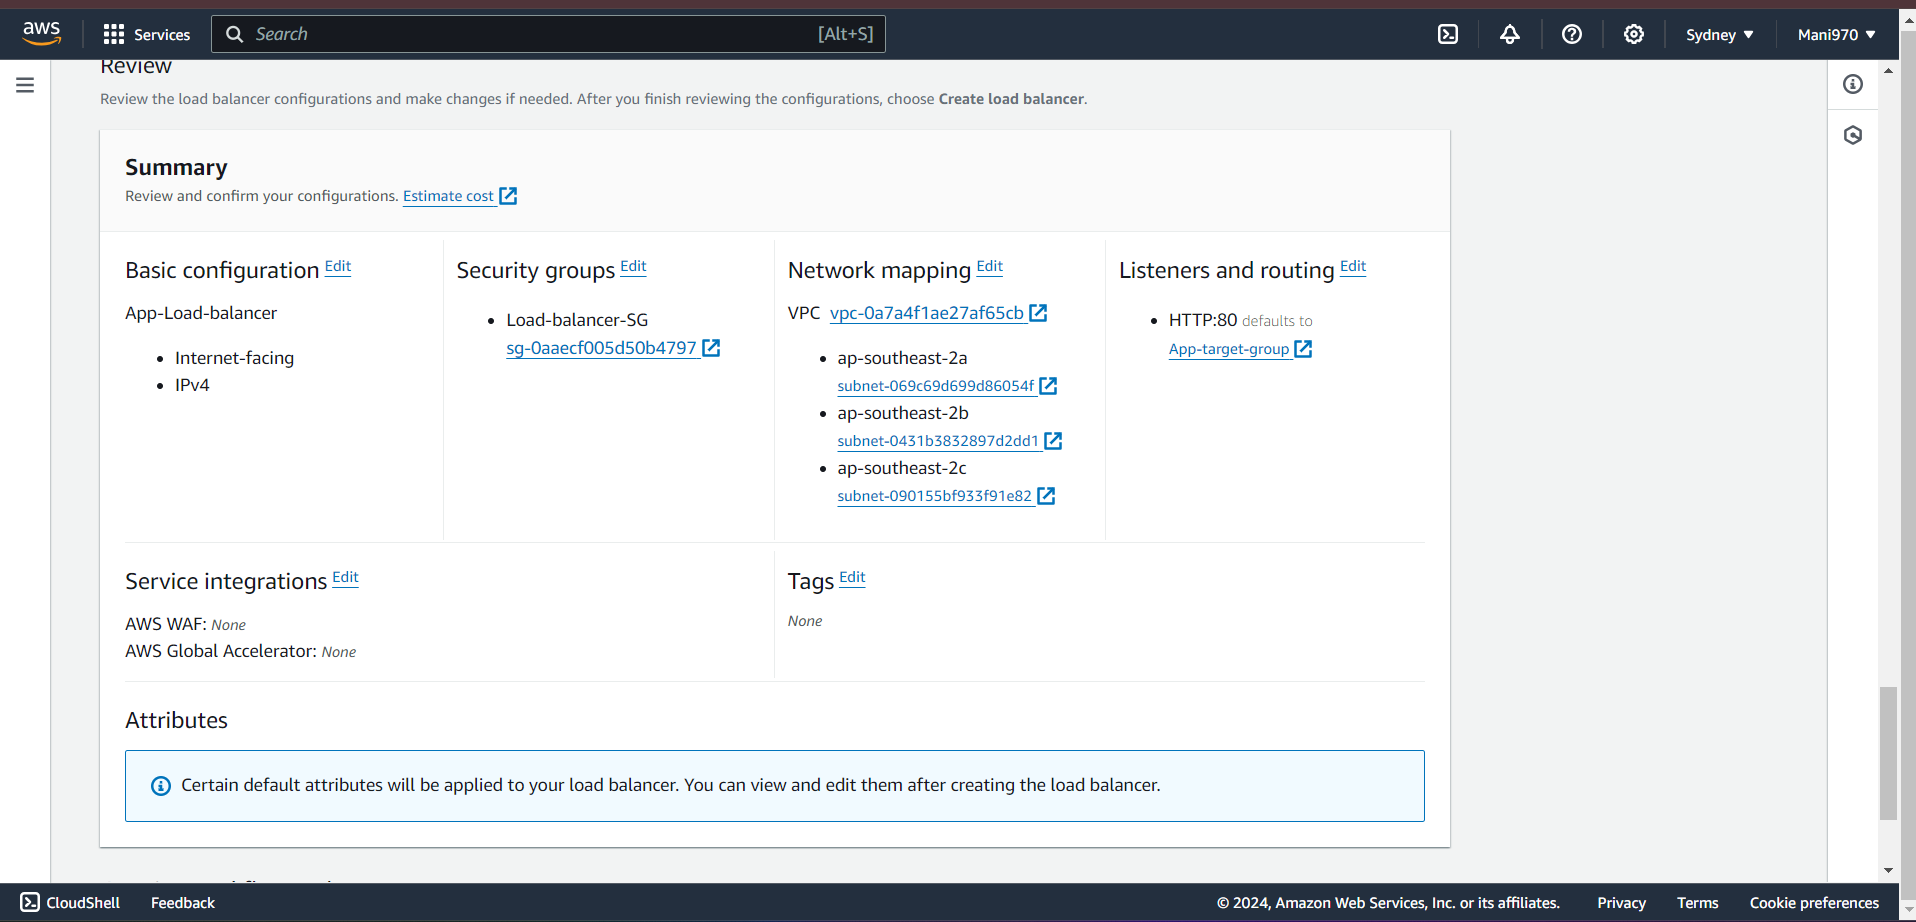 aws Services Search [Alt+S] Sydney Mani970
Review
Review the load balancer configurations and make changes if needed. After you finish reviewing the configurations, choose Create load balancer.
Summary
Review and confirm your configurations. Estimate cost
Basic configuration Edit
App-Load-balancer
Internet-facing
IPv4
Security groups Edit
Load-balancer-SG
sg-0aaecf005d50b4797
Network mapping Edit
VPC vpc-0a7a4f1ae27af65cb
ap-southeast-2a
subnet-069c69d699d86054f
ap-southeast-2b
subnet-0431b3832897d2dd1
ap-southeast-2c
subnet-090155bf933f91e82
Listeners and routing Edit
HTTP:80 defaults to
App-target-group
Service integrations Edit
AWS WAF: None
AWS Global Accelerator: None
Tags Edit
None
Attributes
Certain default attributes will be applied to your load balancer. You can view and edit them after creating the load balancer.
CloudShell Feedback © 2024, Amazon Web Services, Inc. or its affiliates. Privacy Terms Cookie preferences